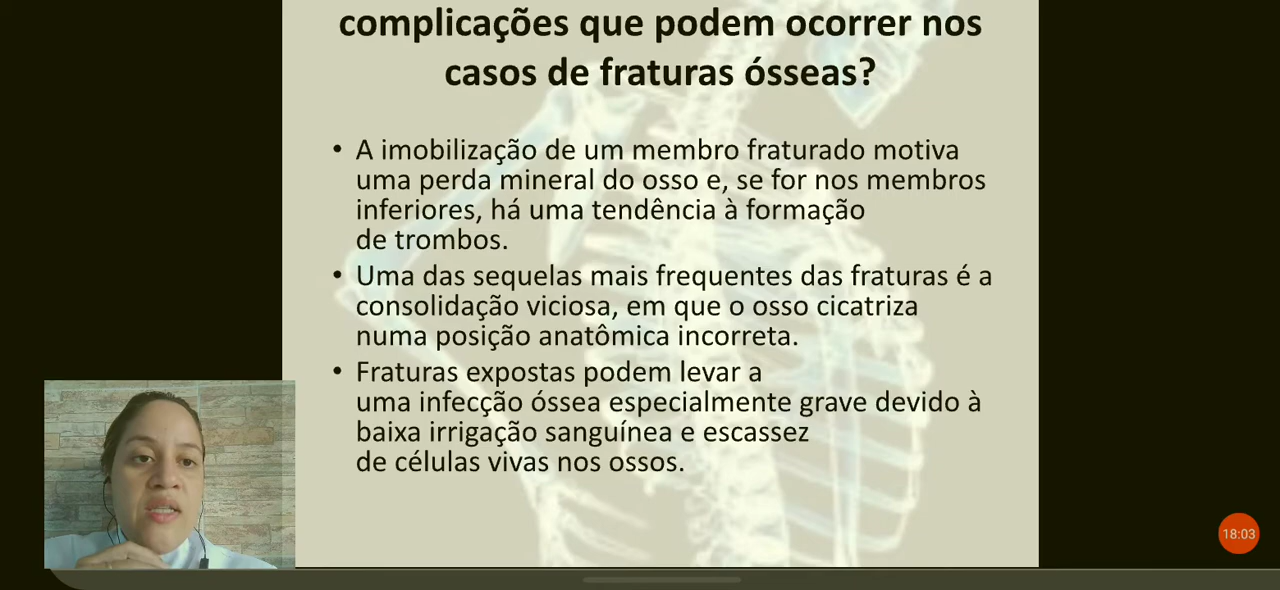 complicações que podem ocorrer nos
casos de fraturas ósseas?
• A imobilização de um membro fraturado motiva
uma perda mineral do osso e, se for nos membros
inferiores, há uma tendência à formação
de trombos.
• Uma das sequelas mais frequentes das fraturas é a
consolidação viciosa, em que o osso cicatriza
numa posição anatômica incorreta.
• Fraturas expostas podem levar a
uma infecção óssea especialmente grave devido à
baixa irrigação sanguínea e escassez
de células vivas nos ossos.
18:03